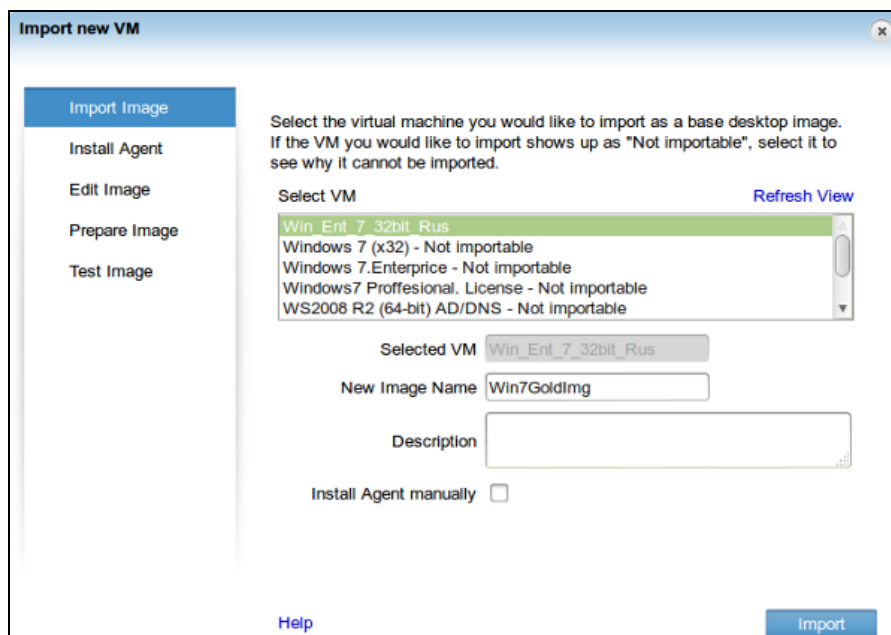 Import new VM
Import Image
Install Agent
Edit Image
Prepare Image
Test Image
Select the virtual machine you would like to import as a base desktop image.
If the VM you would like to import shows up as "Not importable", select it to
see why it cannot be imported.
Select VM
Refresh View
Win_Ent_7_32bit_Rus
Windows 7 (x32) - Not importable
Windows 7.Enterprice - Not importable
Windows7 Proffesional. License - Not importable
WS2008 R2 (64-bit) AD/DNS - Not importable
Selected VM Win_Ent_7_32bit_Rus
New Image Name Win7GoldImg
Description
Install Agent manually
Help
Import